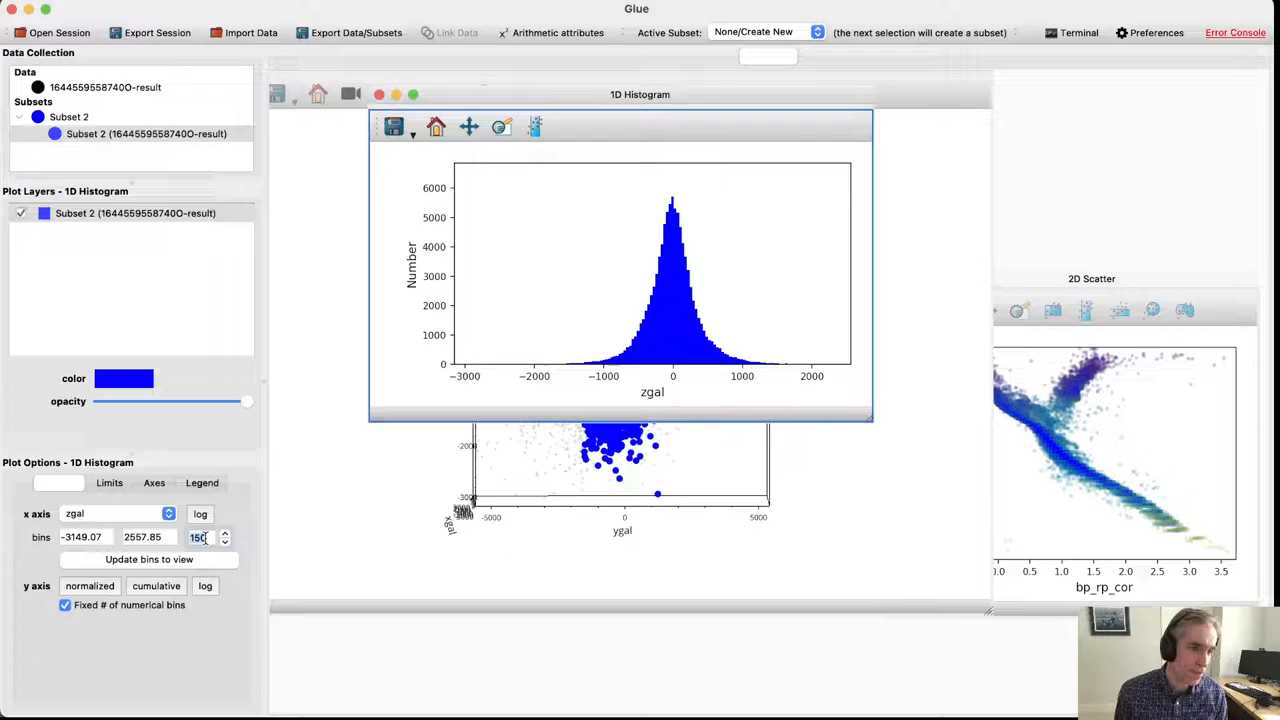 Glue
Open Session
Export Session
Import Data
Export Data/Subsets
Link Data
x² Arithmetic attributes
Active Subset:
None/Create New
(the next selection will create a subset)
Terminal
Preferences
Error Console
Data Collection
Data
1644559558740O-result
Subsets
Subset 2
Subset 2 (1644559558740O-result)
Plot Layers - 1D Histogram
Subset 2 (1644559558740O-result)
color
opacity
Plot Options - 1D Histogram
Limits
Axes
Legend
x axis
zgal
log
bins
-3149.07
2557.85
150
Update bins to view
y axis
normalized
cumulative
log
Fixed # of numerical bins
1D Histogram
6000
5000
4000
3000
2000
1000
0
Number
−3000
−2000
−1000
0
1000
2000
zgal
-2000
-5000
0
5000
xgal
ygal
2D Scatter
0.0
0.5
1.0
1.5
2.0
2.5
3.0
3.5
bp_rp_cor